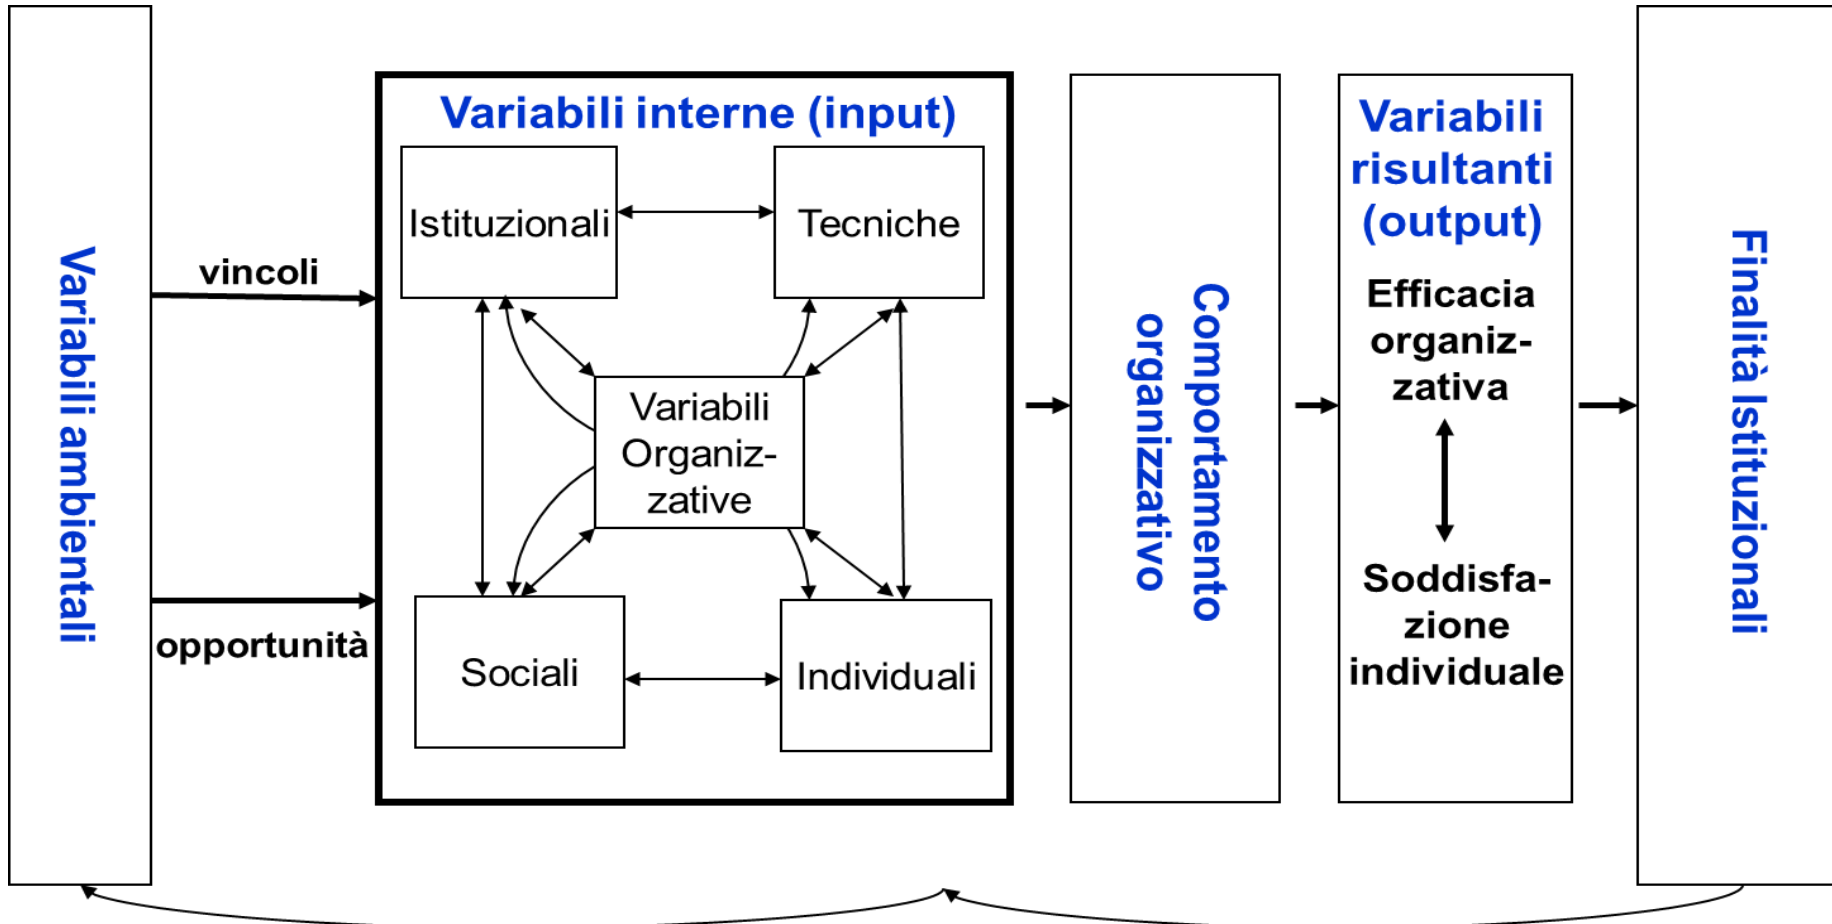 Variabili ambientali
vincoli
opportunità
Variabili interne (input)
Istituzionali
Tecniche
Variabili
Organiz-
zative
Sociali
Individuali
Comportamento
organizzativo
Variabili
risultanti
(output)
Efficacia
organiz-
zativa
Soddisfa-
zione
individuale
Finalità Istituzionali